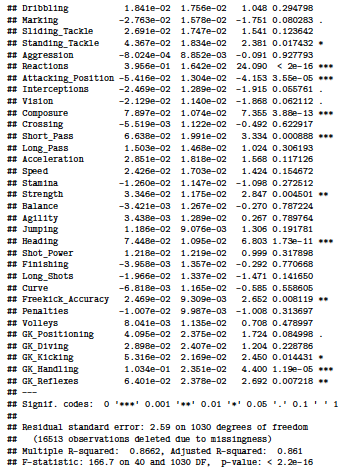 ## Dribbling 1.841e-02 1.756e-02 1.048 0.294798
## Marking -2.763e-02 1.578e-02 -1.751 0.080283 .
## Sliding_Tackle 2.691e-02 1.747e-02 1.541 0.123642
## Standing_Tackle 4.367e-02 1.834e-02 2.381 0.017432 *
## Aggression -8.024e-04 8.852e-03 -0.091 0.927793
## Reactions 3.956e-01 1.642e-02 24.090 < 2e-16 ***
## Attacking_Position -5.416e-02 1.304e-02 -4.153 3.55e-05 ***
## Interceptions -2.469e-02 1.289e-02 -1.915 0.055761 .
## Vision -2.129e-02 1.140e-02 -1.868 0.062112 .
## Composure 7.897e-02 1.074e-02 7.355 3.88e-13 ***
## Crossing -5.519e-03 1.122e-02 -0.492 0.622917
## Short_Pass 6.638e-02 1.991e-02 3.334 0.000888 ***
## Long_Pass 1.503e-02 1.468e-02 1.024 0.306193
## Acceleration 2.851e-02 1.818e-02 1.568 0.117126
## Speed 2.426e-02 1.703e-02 1.424 0.154672
## Stamina -1.260e-02 1.147e-02 -1.098 0.272512
## Strength 3.346e-02 1.175e-02 2.847 0.004501 **
## Balance -3.421e-03 1.267e-02 -0.270 0.787224
## Agility 3.438e-03 1.289e-02 0.267 0.789764
## Jumping 1.186e-02 9.076e-03 1.306 0.191781
## Heading 7.448e-02 1.095e-02 6.803 1.73e-11 ***
## Shot_Power 1.218e-02 1.219e-02 0.999 0.317898
## Finishing -3.958e-03 1.357e-02 -0.292 0.770668
## Long_Shots -1.966e-02 1.337e-02 -1.471 0.141650
## Curve -6.818e-03 1.165e-02 -0.585 0.558605
## Freekick_Accuracy 2.469e-02 9.309e-03 2.652 0.008119 **
## Penalties -1.007e-02 9.987e-03 -1.008 0.313697
## Volleys 8.041e-03 1.135e-02 0.708 0.478997
## GK_Positioning 4.095e-02 2.375e-02 1.724 0.084998 .
## GK_Diving 2.898e-02 2.407e-02 1.204 0.228786
## GK_Kicking 5.316e-02 2.169e-02 2.450 0.014431 *
## GK_Handling 1.034e-01 2.351e-02 4.400 1.19e-05 ***
## GK_Reflexes 6.401e-02 2.378e-02 2.692 0.007218 **
## ---
## Signif. codes: 0 '***' 0.001 '**' 0.01 '*' 0.05 '.' 0.1 ' ' 1
##
## Residual standard error: 2.59 on 1030 degrees of freedom
## (16513 observations deleted due to missingness)
## Multiple R-squared: 0.8662, Adjusted R-squared: 0.861
## F-statistic: 166.7 on 40 and 1030 DF, p-value: < 2.2e-16